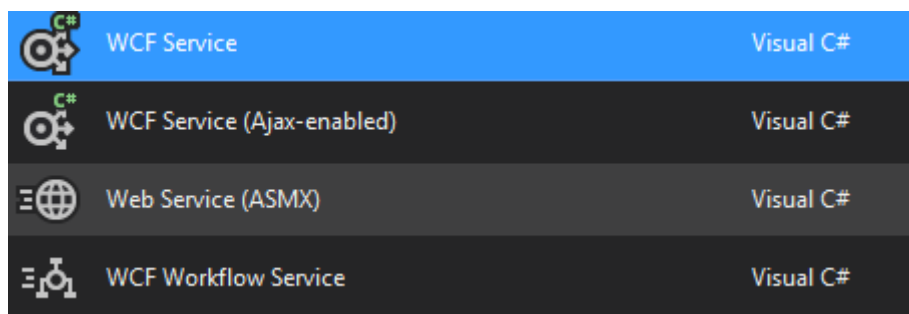 C# WCF Service Visual C#
C# WCF Service (Ajax-enabled) Visual C#
Web Service (ASMX) Visual C#
WCF Workflow Service Visual C#